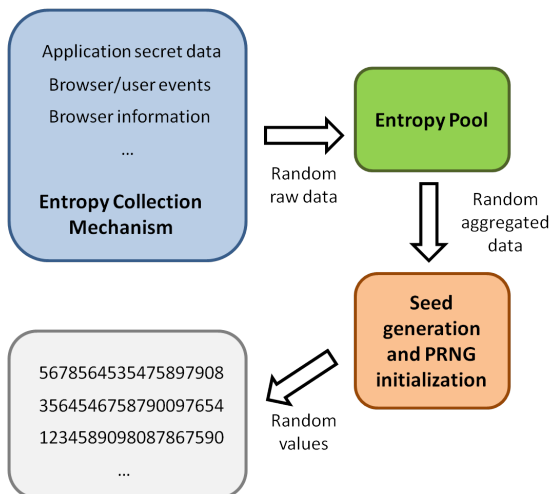 Application secret data
Browser/user events
Browser information
...
Entropy Collection
Mechanism
Random
raw data
Entropy Pool
Random
aggregated
data
Seed
generation
and PRNG
initialization
Random
values
5678564535475897908
3564546758790097654
1234589098087867590
...